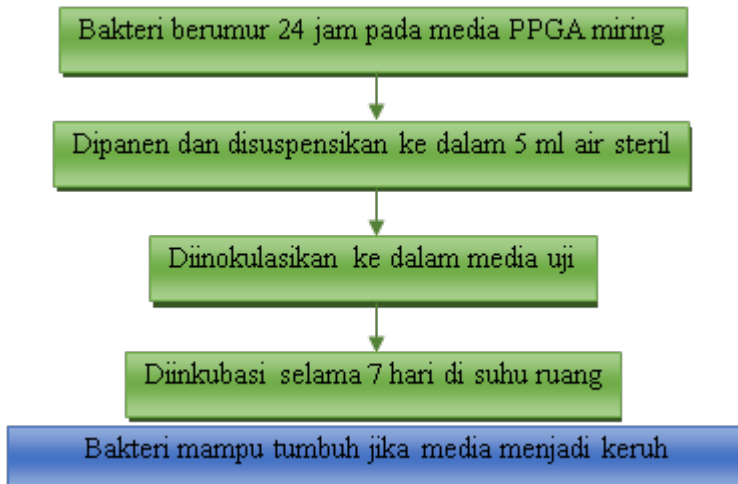 Bakteri berumur 24 jam pada media PPGA miring
Dipanen dan disuspensikan ke dalam 5 ml air steril
Diinokulasikan ke dalam media uji
Diinkubasi selama 7 hari di suhu ruang
Bakteri mampu tumbuh jika media menjadi keruh